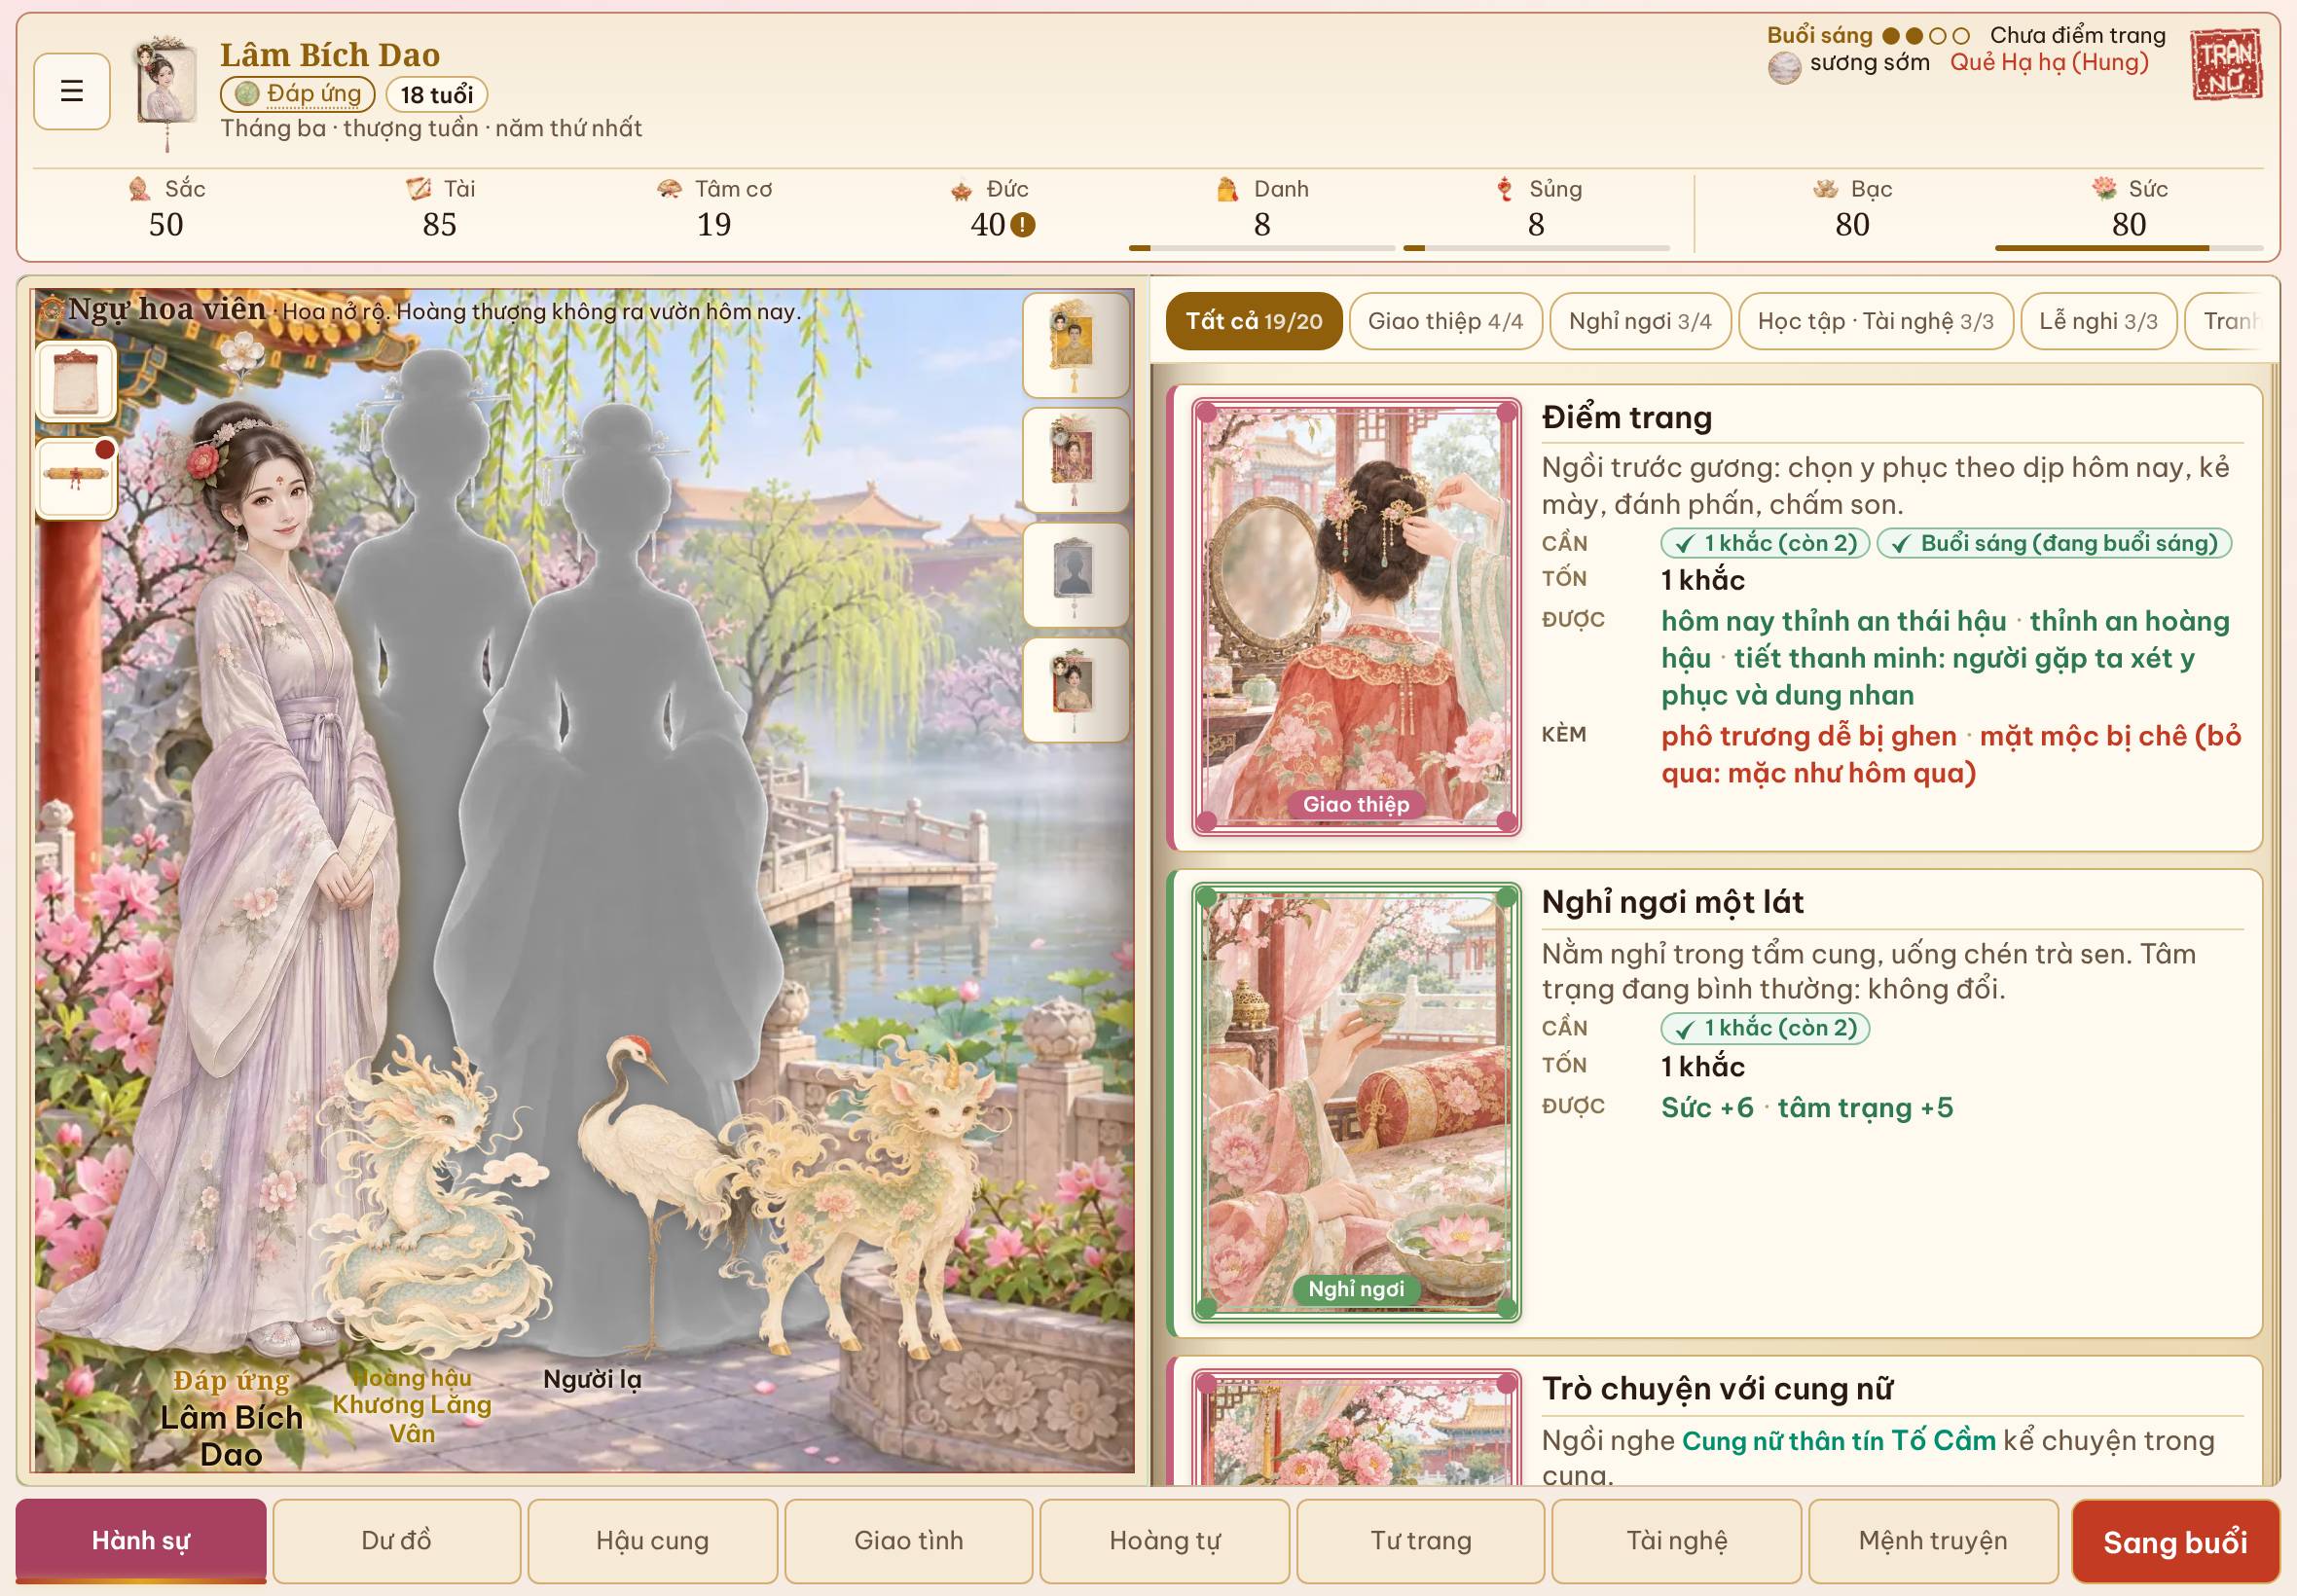 ☰
Lâm Bích Dao
Đáp ứng
18 tuổi
Tháng ba · thượng tuần · năm thứ nhất
Buổi sáng
Chưa điểm trang
sương sớm
Quẻ Hạ hạ (Hung)
TRÂN
NỮ
Sắc
50
Tài
85
Tâm cơ
19
Đức
40 !
Danh
8
Sủng
8
Bạc
80
Sức
80
Ngự hoa viên · Hoa nở rộ. Hoàng thượng không ra vườn hôm nay.
Đáp ứng
Lâm Bích
Dao
Hoàng hậu
Khương Lăng
Vân
Người lạ
Tất cả 19/20
Giao thiệp 4/4
Nghỉ ngơi 3/4
Học tập · Tài nghệ 3/3
Lễ nghi 3/3
Tranh
Điểm trang
Ngồi trước gương: chọn y phục theo dịp hôm nay, kẻ
mày, đánh phấn, chấm son.
CẦN
✓ 1 khắc (còn 2)
✓ Buổi sáng (đang buổi sáng)
TỐN
1 khắc
ĐƯỢC
hôm nay thỉnh an thái hậu · thỉnh an hoàng
hậu · tiết thanh minh: người gặp ta xét y
phục và dung nhan
KÈM
phô trương dễ bị ghen · mặt mộc bị chê (bỏ
qua: mặc như hôm qua)
Giao thiệp
Nghỉ ngơi một lát
Nằm nghỉ trong tẩm cung, uống chén trà sen. Tâm
trạng đang bình thường: không đổi.
CẦN
✓ 1 khắc (còn 2)
TỐN
1 khắc
ĐƯỢC
Sức +6 · tâm trạng +5
Nghỉ ngơi
Trò chuyện với cung nữ
Ngồi nghe Cung nữ thân tín Tố Cầm kể chuyện trong
cung.
Hành sự
Dư đồ
Hậu cung
Giao tình
Hoàng tự
Tư trang
Tài nghệ
Mệnh truyện
Sang buổi